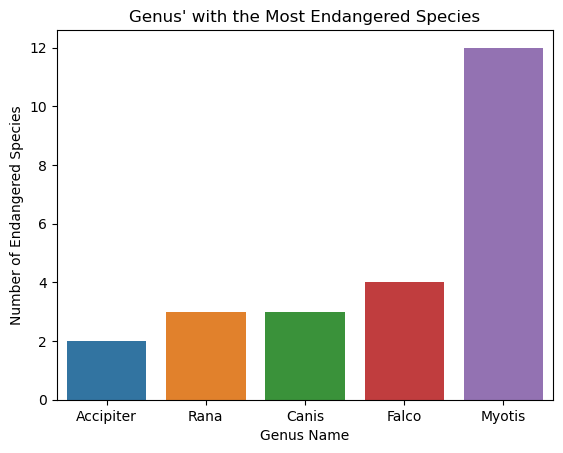 Genus' with the Most Endangered Species
Number of Endangered Species
12
10
8
6
4
2
0
Accipiter Rana Canis Falco Myotis
Genus Name